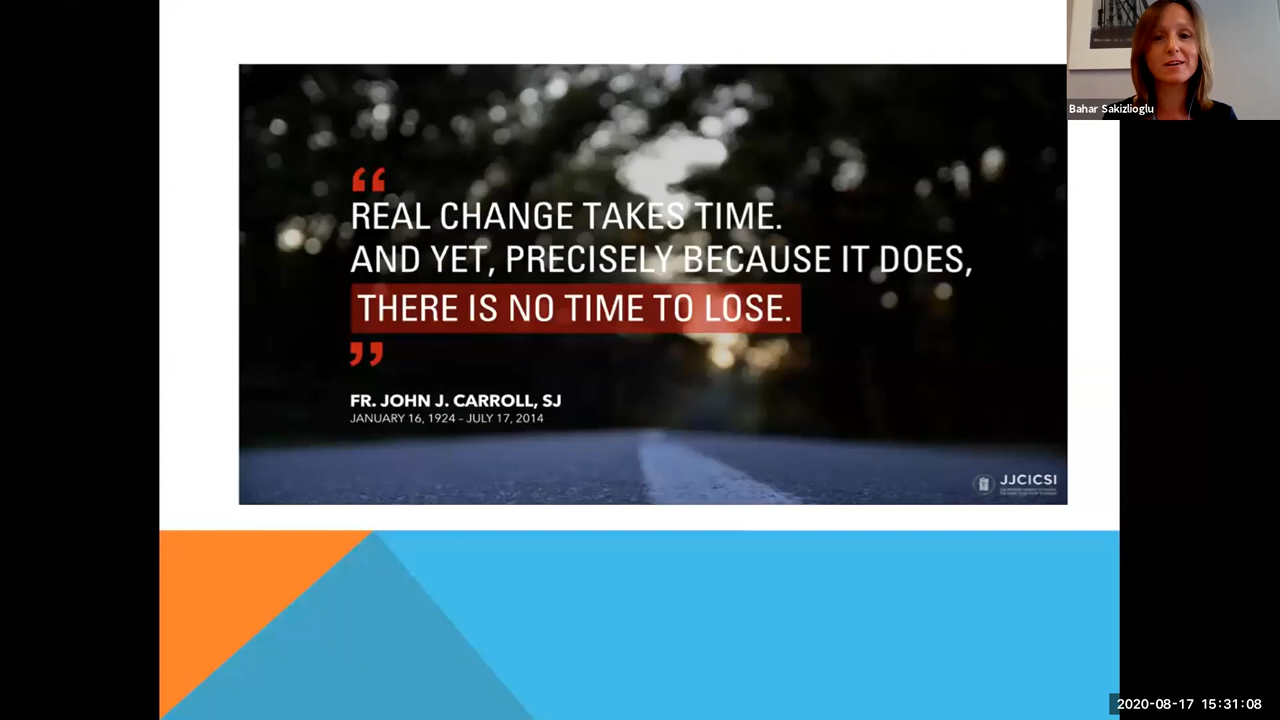 Bahar Sakizlioglu
“
REAL CHANGE TAKES TIME.
AND YET, PRECISELY BECAUSE IT DOES,
THERE IS NO TIME TO LOSE.
”
FR. JOHN J. CARROLL, SJ
JANUARY 16, 1924 – JULY 17, 2014
JJCICSI
2020-08-17 15:31:08